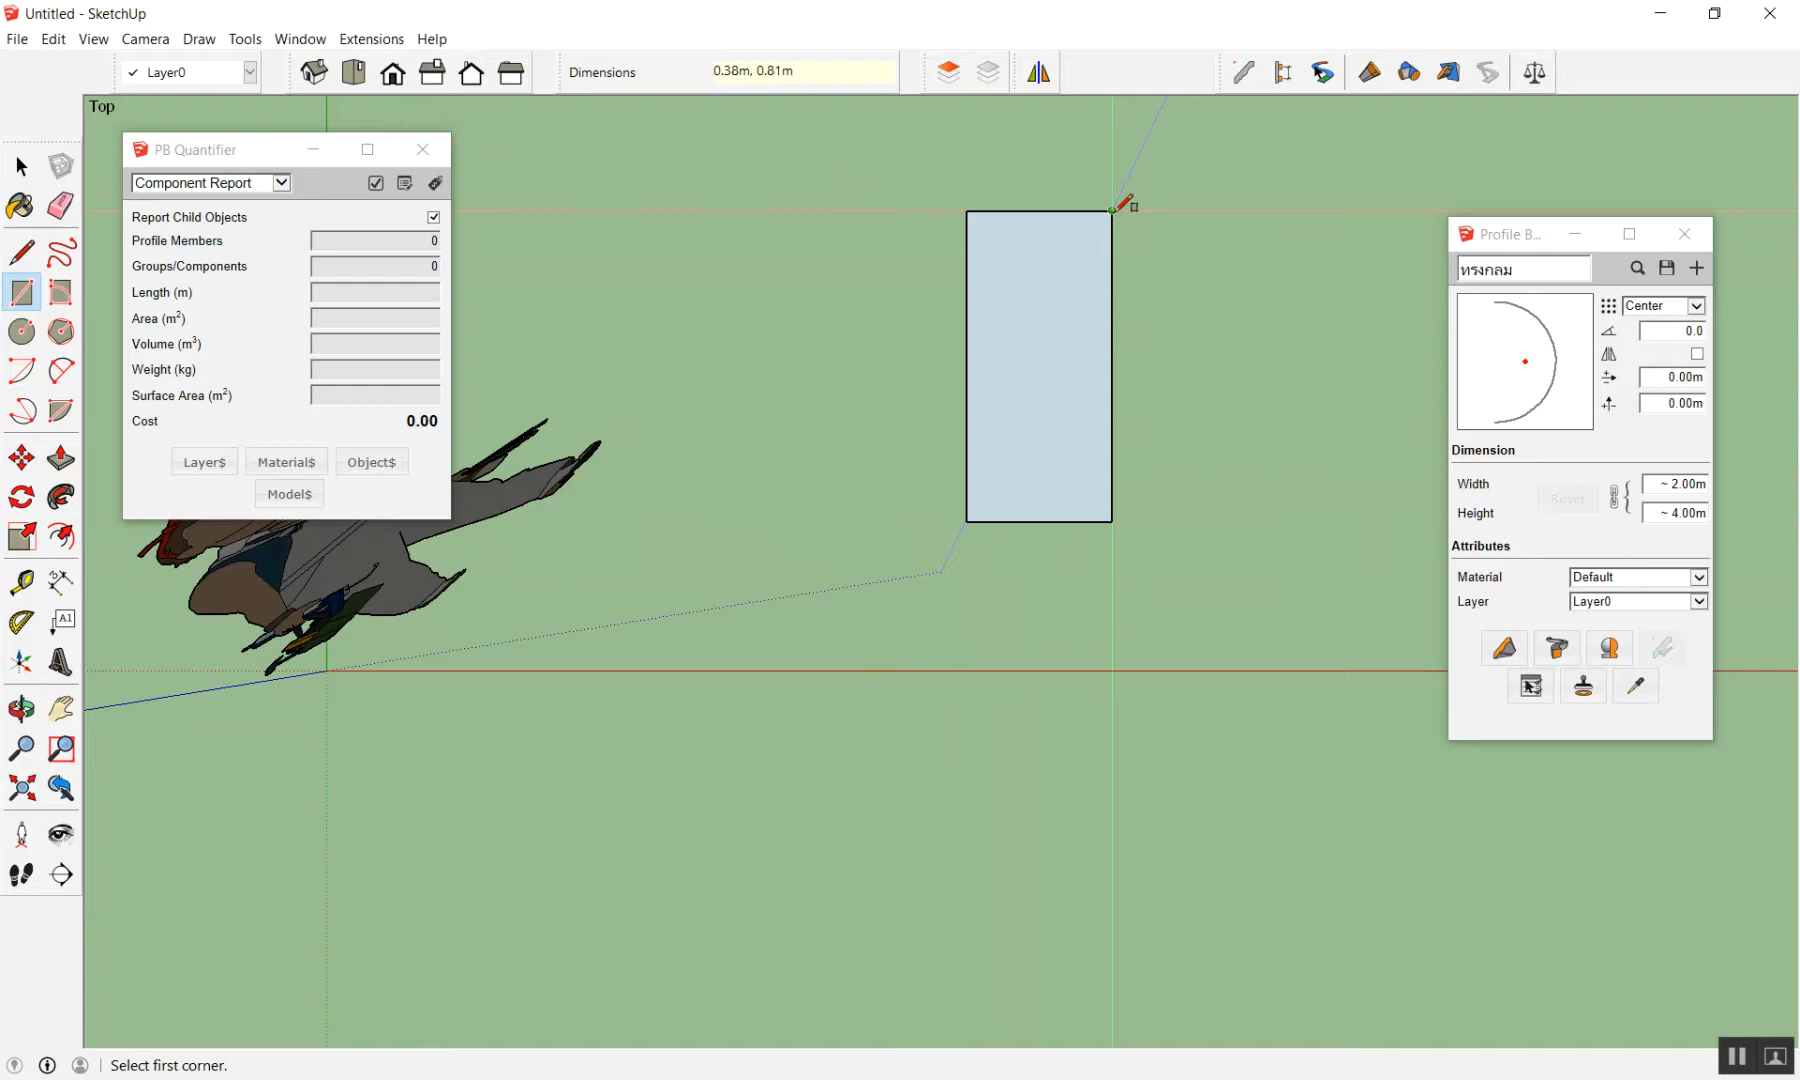 Untitled - SketchUp
File Edit View Camera Draw Tools Window Extensions Help
Layer0
Dimensions 0.38m, 0.81m
Top
PB Quantifier
Component Report
Report Child Objects
Profile Members 0
Groups/Components 0
Length (m)
Area (m²)
Volume (m³)
Weight (kg)
Surface Area (m²)
Cost 0.00
Layer$ Material$ Object$
Model$
Profile B...
ทรงกลม
Center
0.0
0.00m
0.00m
Dimension
Width Reset ~ 2.00m
Height ~ 4.00m
Attributes
Material Default
Layer Layer0
A1
Select first corner.